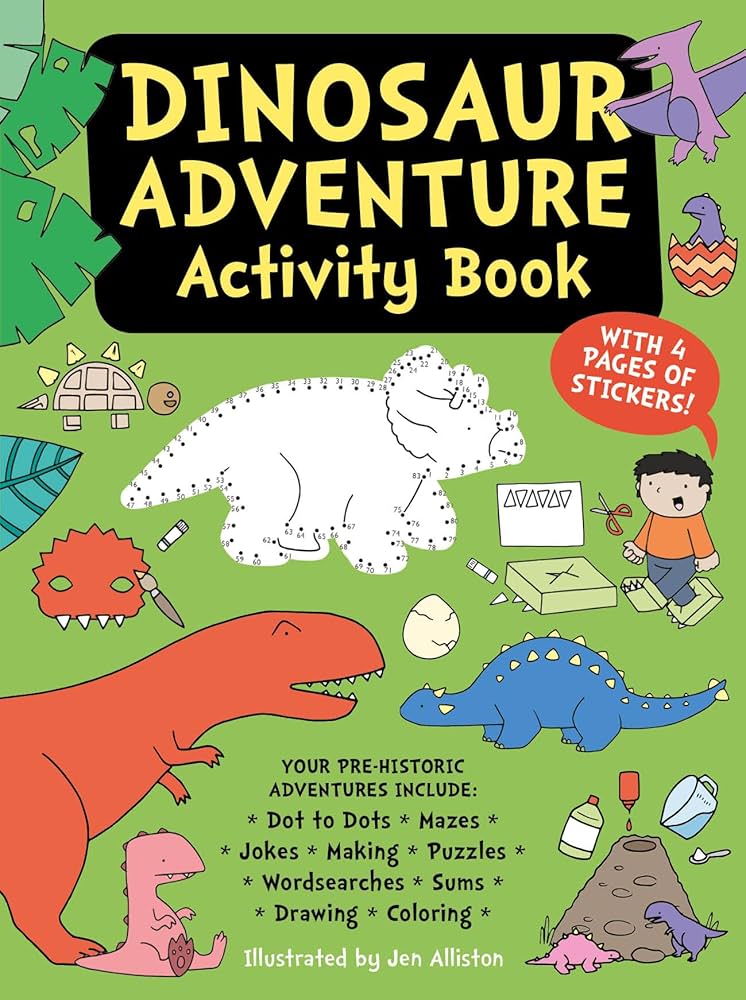 DINOSAUR
ADVENTURE
Activity Book
WITH 4
PAGES OF
STICKERS!
YOUR PRE-HISTORIC
ADVENTURES INCLUDE:
* Dot to Dots * Mazes *
* Jokes * Making * Puzzles *
* Wordsearches * Sums *
* Drawing * Coloring *
Illustrated by Jen Alliston